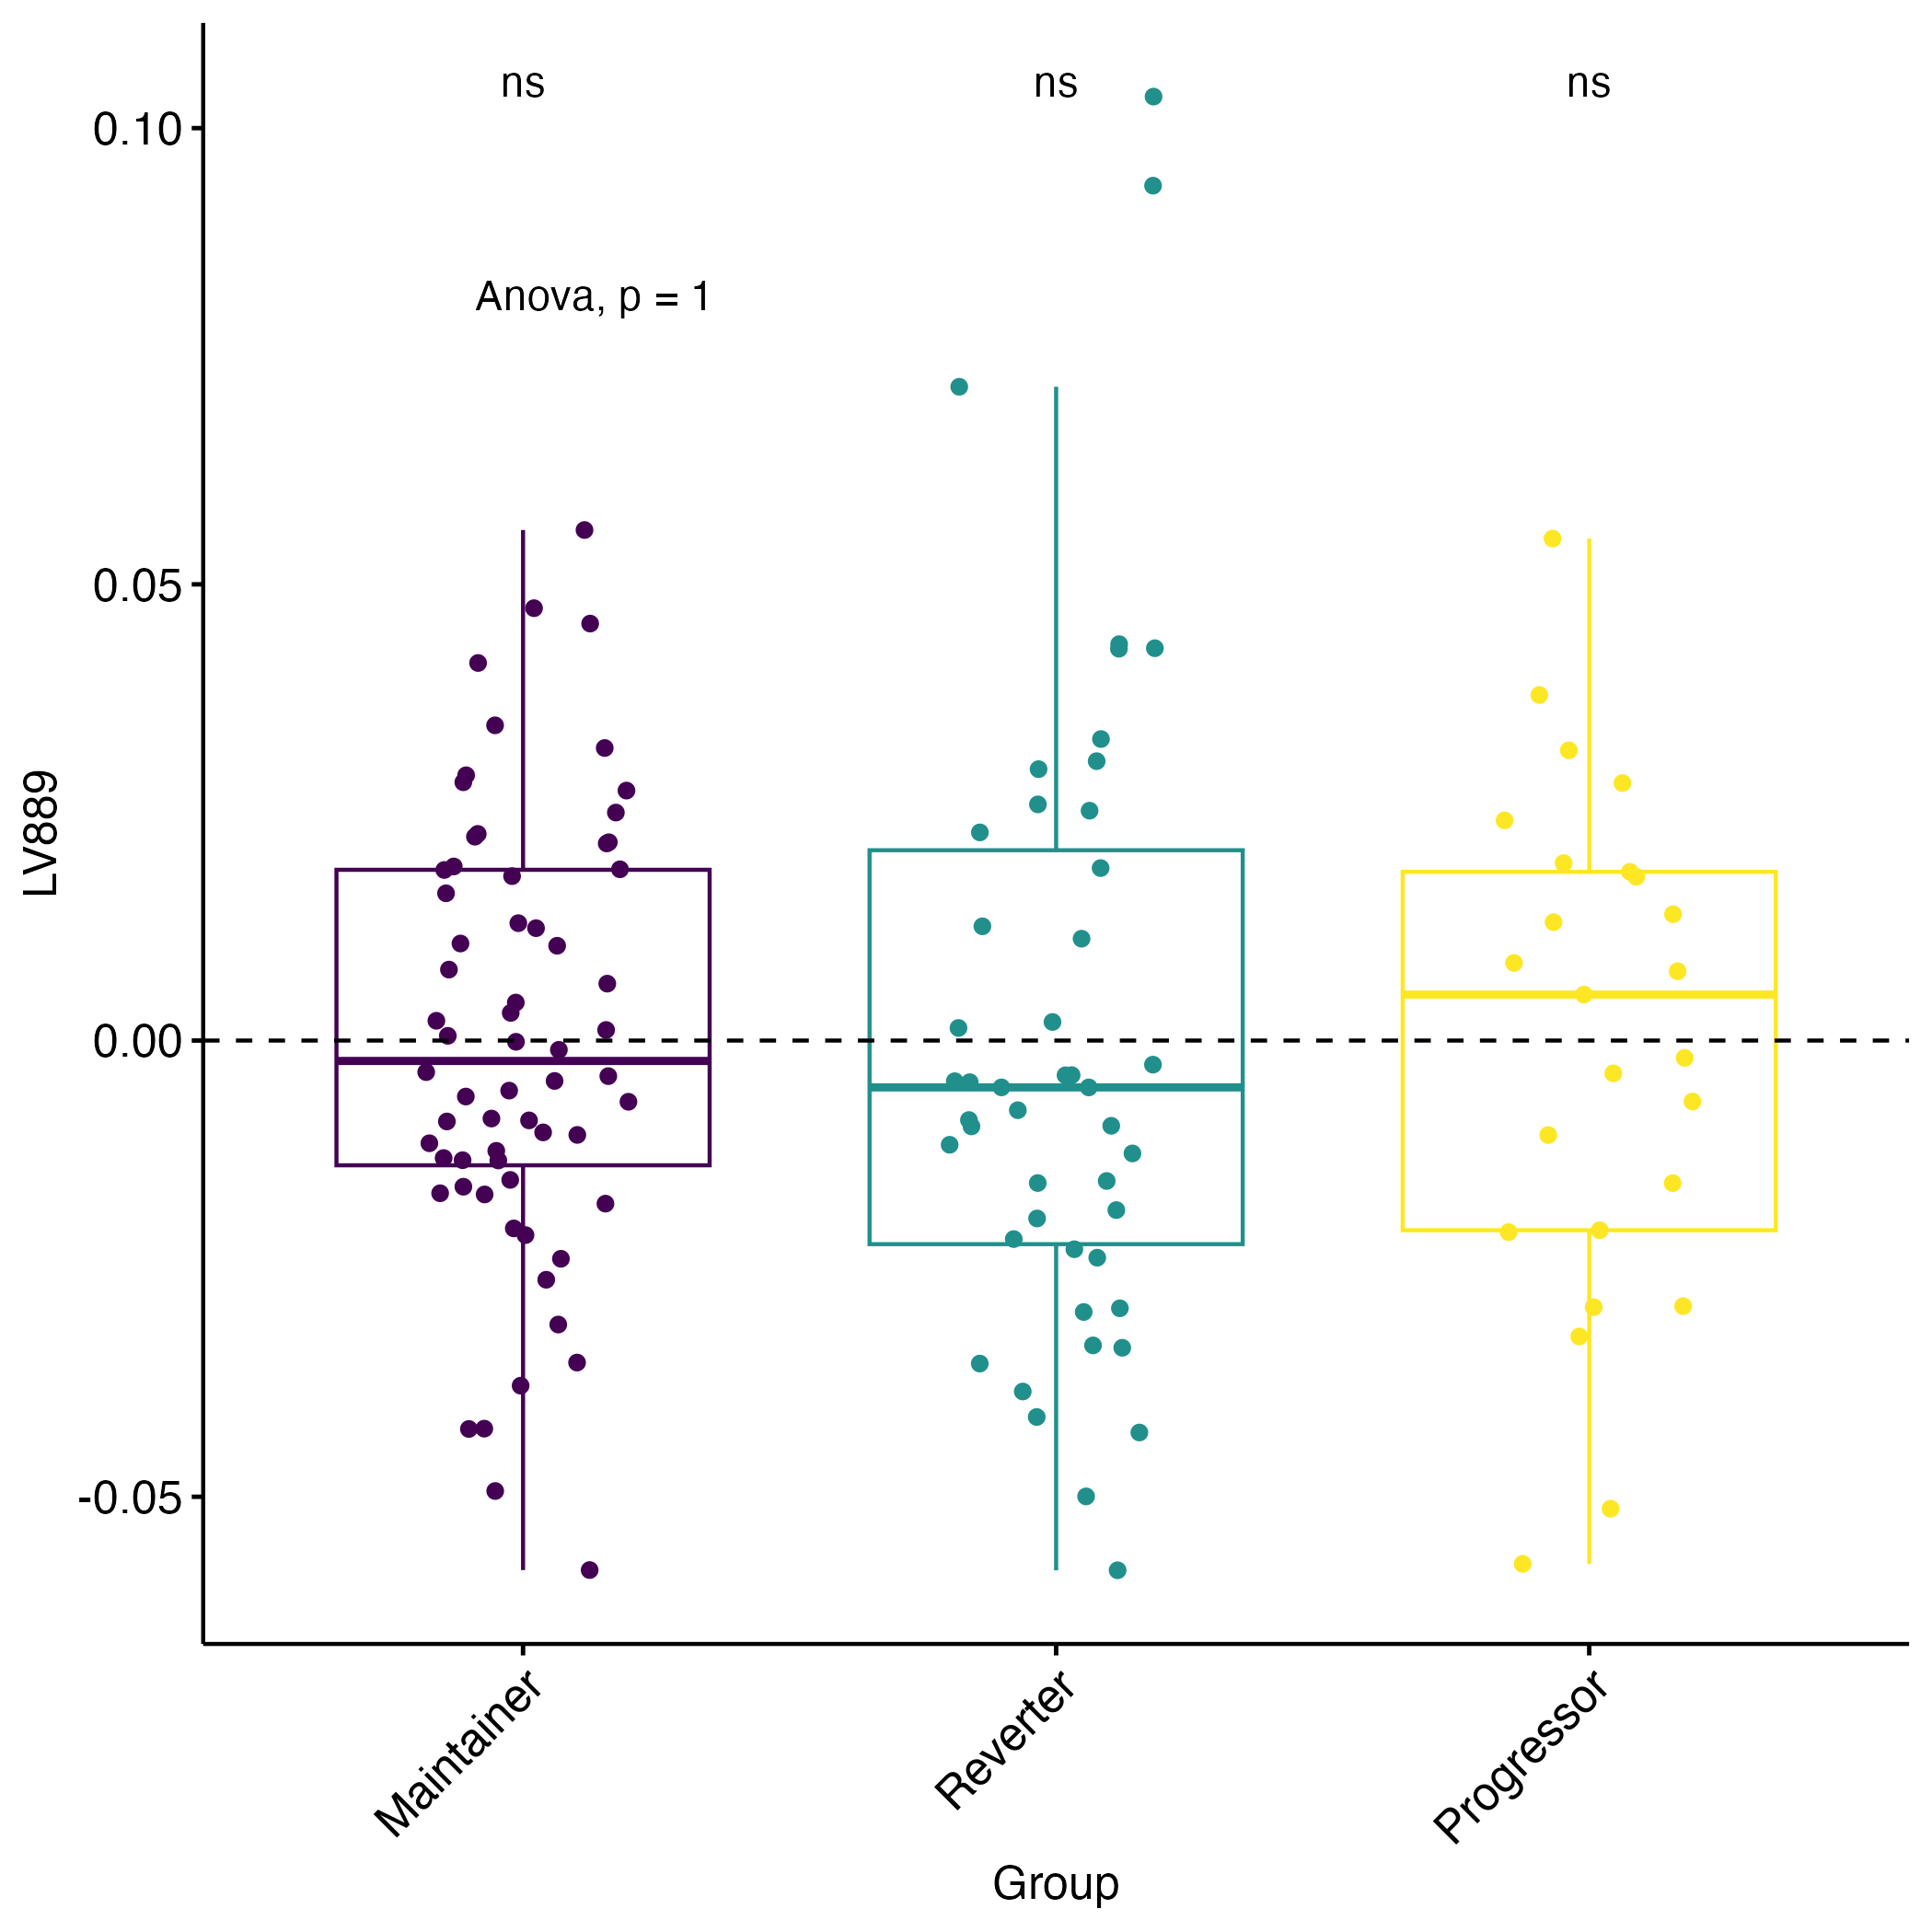 ns ns ns
0.10
Anova, p = 1
0.05
LV889
0.00
-0.05
Maintainer Reverter Progressor
Group